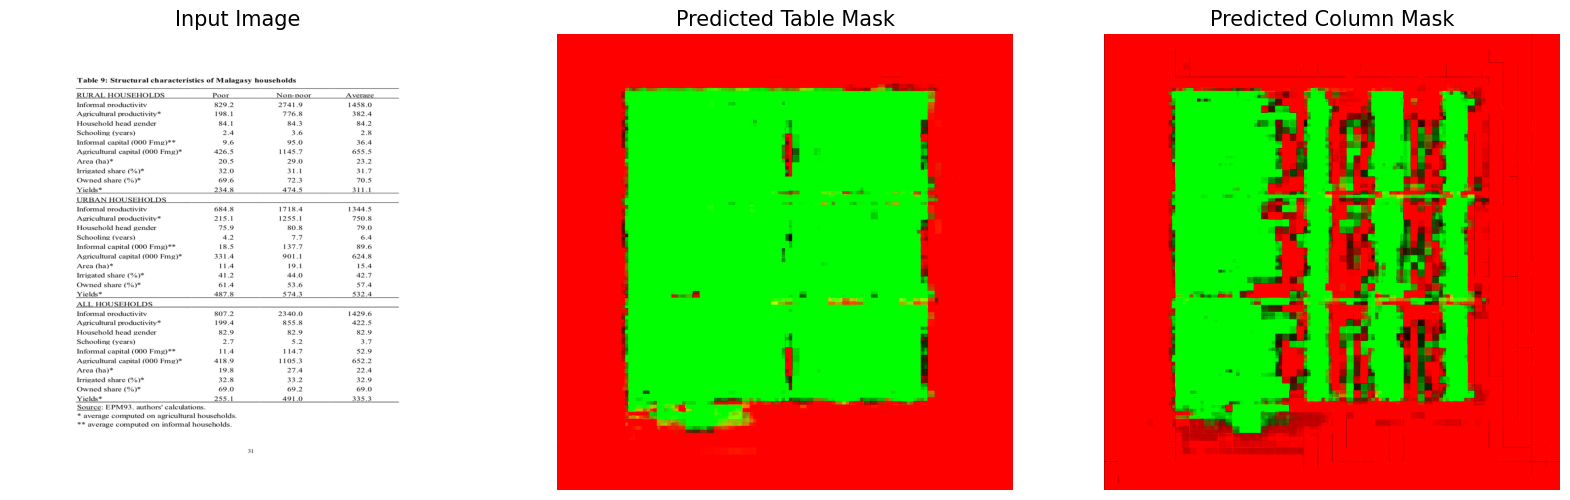 Input Image
Predicted Table Mask
Predicted Column Mask
Table 9: Structural characteristics of Malagasy households
RURAL HOUSEHOLDS Poor Non-poor Average
Informal productivity 829.2 2741.9 1458.0
Agricultural productivity* 198.1 776.8 382.4
Household head gender 84.1 84.3 84.2
Schooling (years) 2.4 3.6 2.8
Informal capital (000 Fmg)** 9.6 95.0 36.4
Agricultural capital (000 Fmg)* 426.5 1145.7 655.5
Area (ha)* 20.5 29.0 23.2
Irrigated share (%)* 32.0 31.1 31.7
Owned share (%)* 69.6 72.3 70.5
Yields* 234.8 474.5 311.1
URBAN HOUSEHOLDS
Informal productivity 684.8 1718.4 1344.5
Agricultural productivity* 215.1 1255.1 750.8
Household head gender 75.9 80.8 79.0
Schooling (years) 4.2 7.7 6.4
Informal capital (000 Fmg)** 18.5 137.7 89.6
Agricultural capital (000 Fmg)* 331.4 901.1 624.8
Area (ha)* 11.4 19.1 15.4
Irrigated share (%)* 41.2 44.0 42.7
Owned share (%)* 61.4 53.6 57.4
Yields* 487.8 574.3 532.4
ALL HOUSEHOLDS
Informal productivity 807.2 2340.0 1429.6
Agricultural productivity* 199.4 855.8 422.5
Household head gender 82.9 82.9 82.9
Schooling (years) 2.7 5.2 3.7
Informal capital (000 Fmg)** 11.4 114.7 52.9
Agricultural capital (000 Fmg)* 418.9 1105.3 652.2
Area (ha)* 19.8 27.4 22.4
Irrigated share (%)* 32.8 33.2 32.9
Owned share (%)* 69.0 69.2 69.0
Yields* 255.1 491.0 335.3
Source: EPM93. authors' calculations.
* average computed on agricultural households.
** average computed on informal households.
31